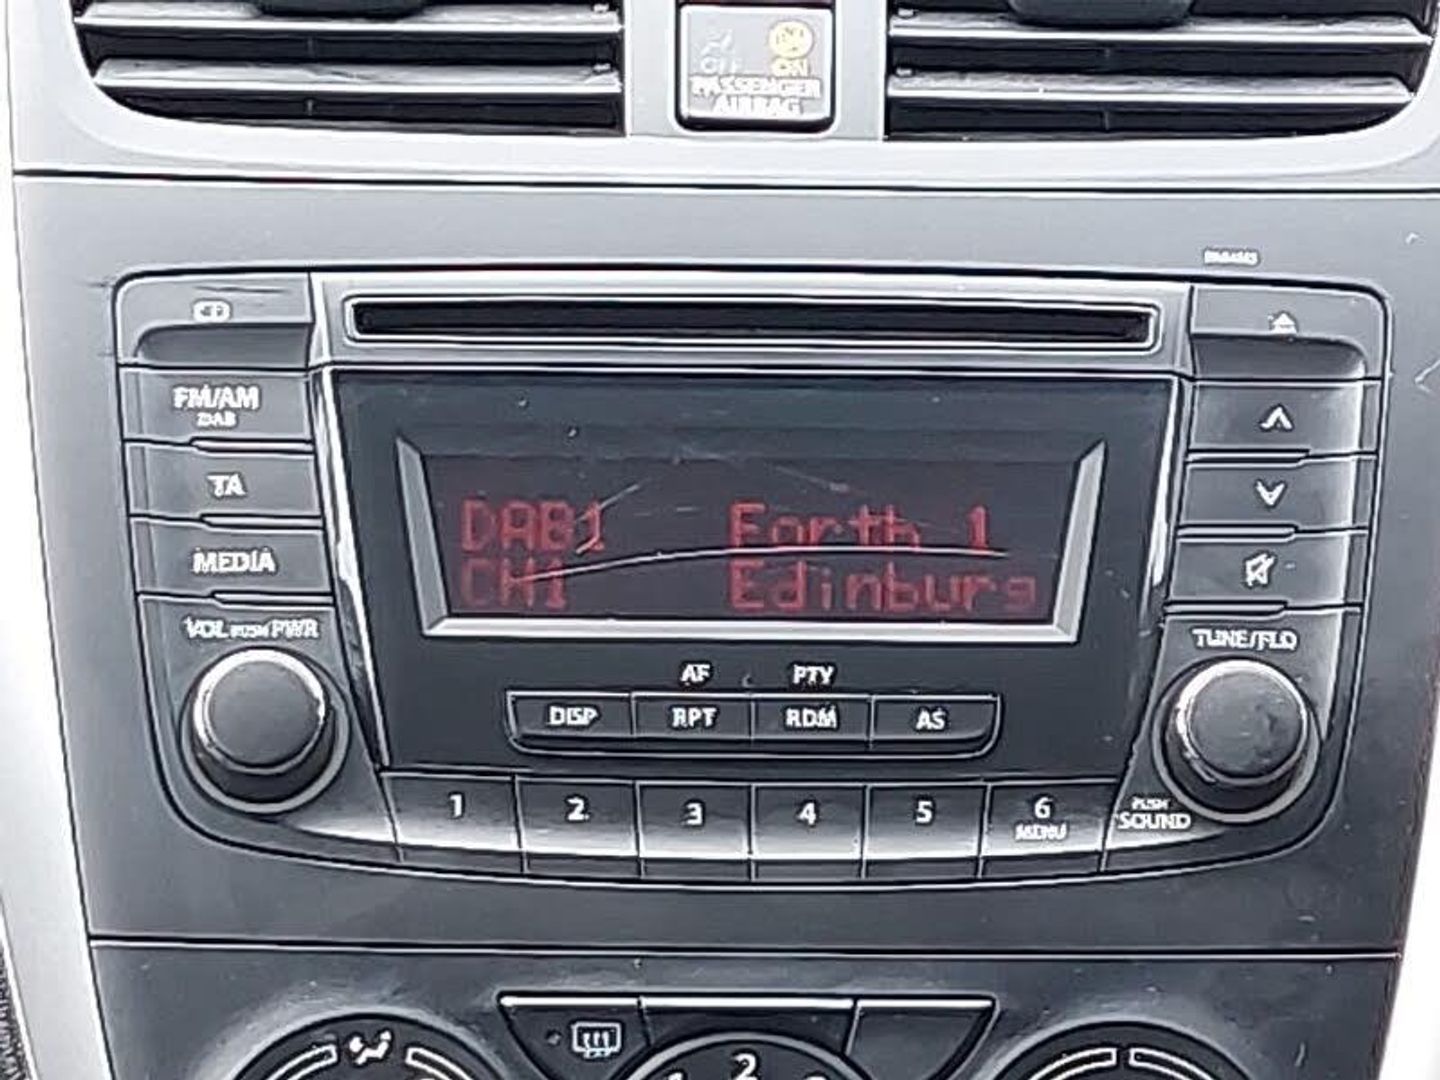 OFF ON
PASSENGER
AIRBAG
FM/AM
DAB
TA
MEDIA
VOL PUSH PWR
DAB1 Forth 1
CH1 Edinburg
TUNE/FLD
AF PTY
DISP RPT RDM AS
1 2 3 4 5 6
MENU
PUSH
SOUND
2